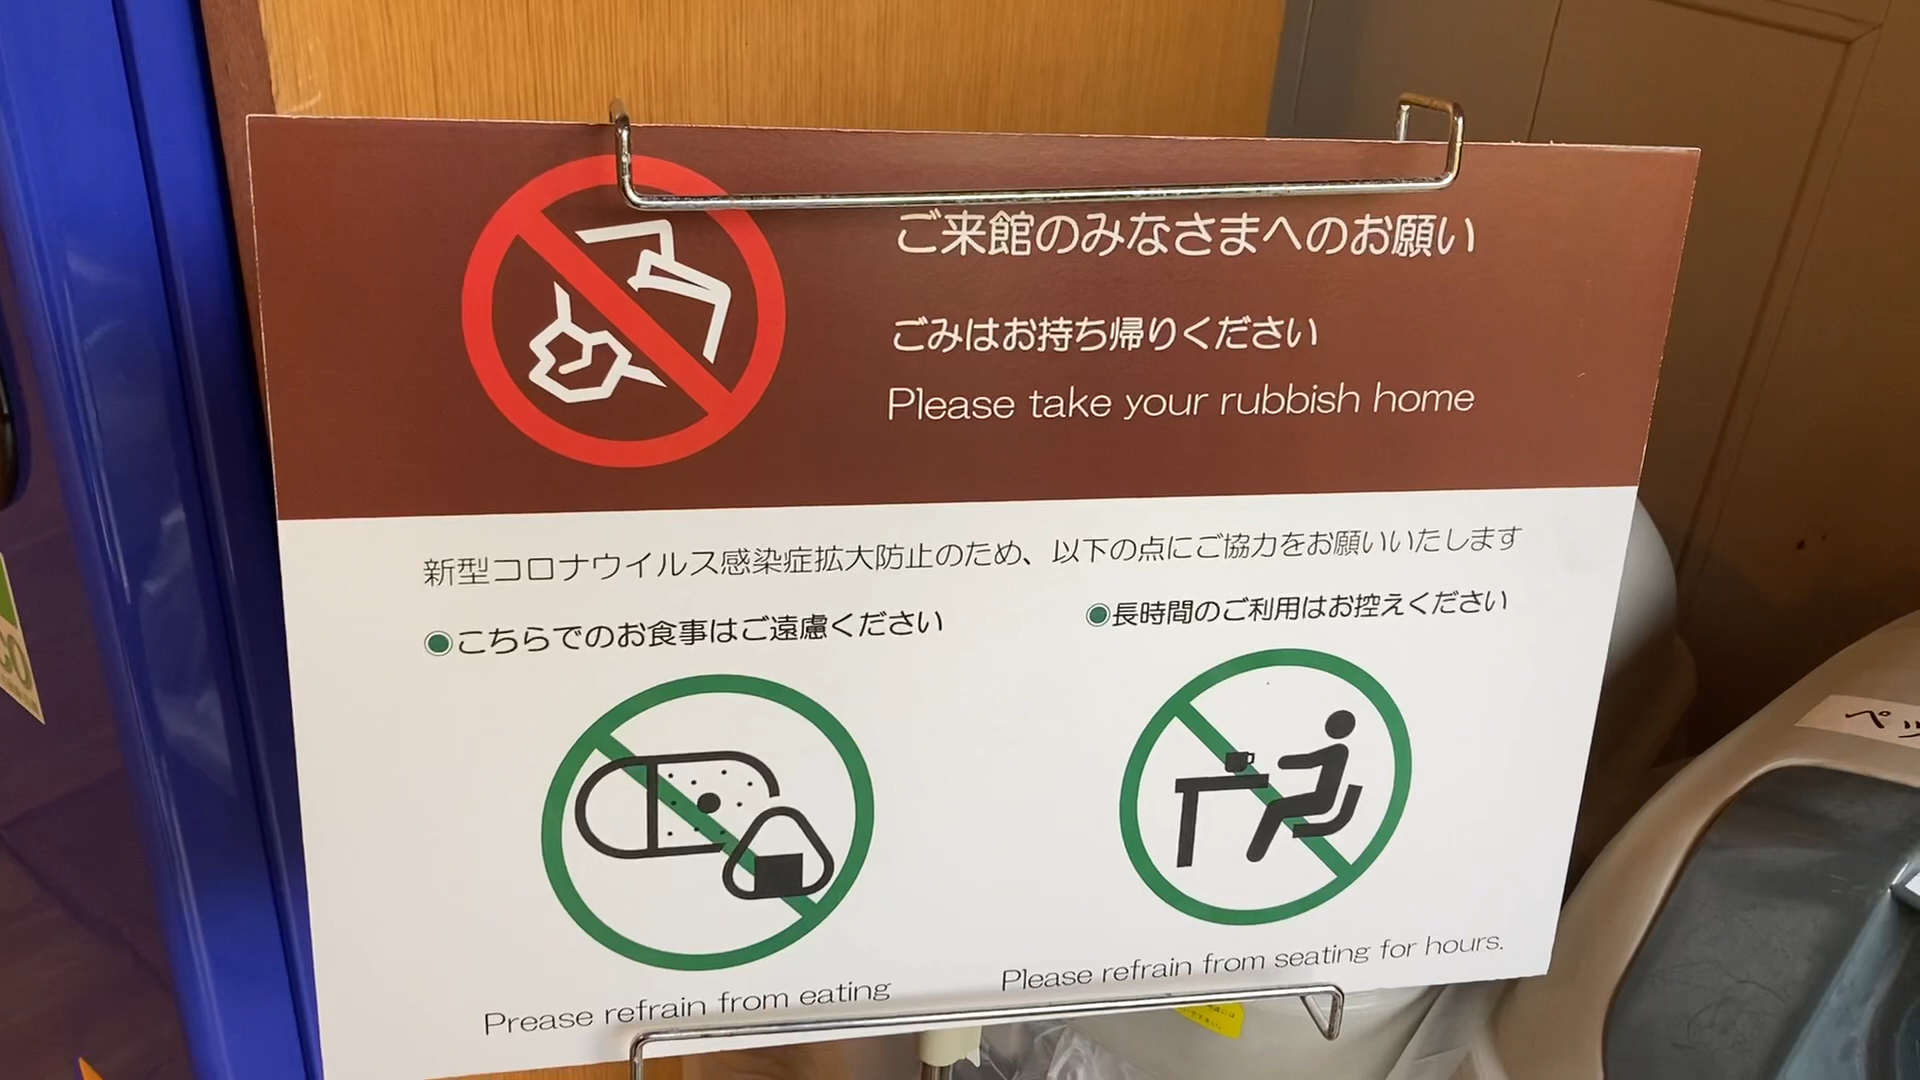 ご来館のみなさまへのお願い
ごみはお持ち帰りください
Please take your rubbish home
新型コロナウイルス感染症拡大防止のため、以下の点にご協力をお願いいたします
●こちらでのお食事はご遠慮ください
●長時間のご利用はお控えください
Prease refrain from eating
Please refrain from seating for hours.